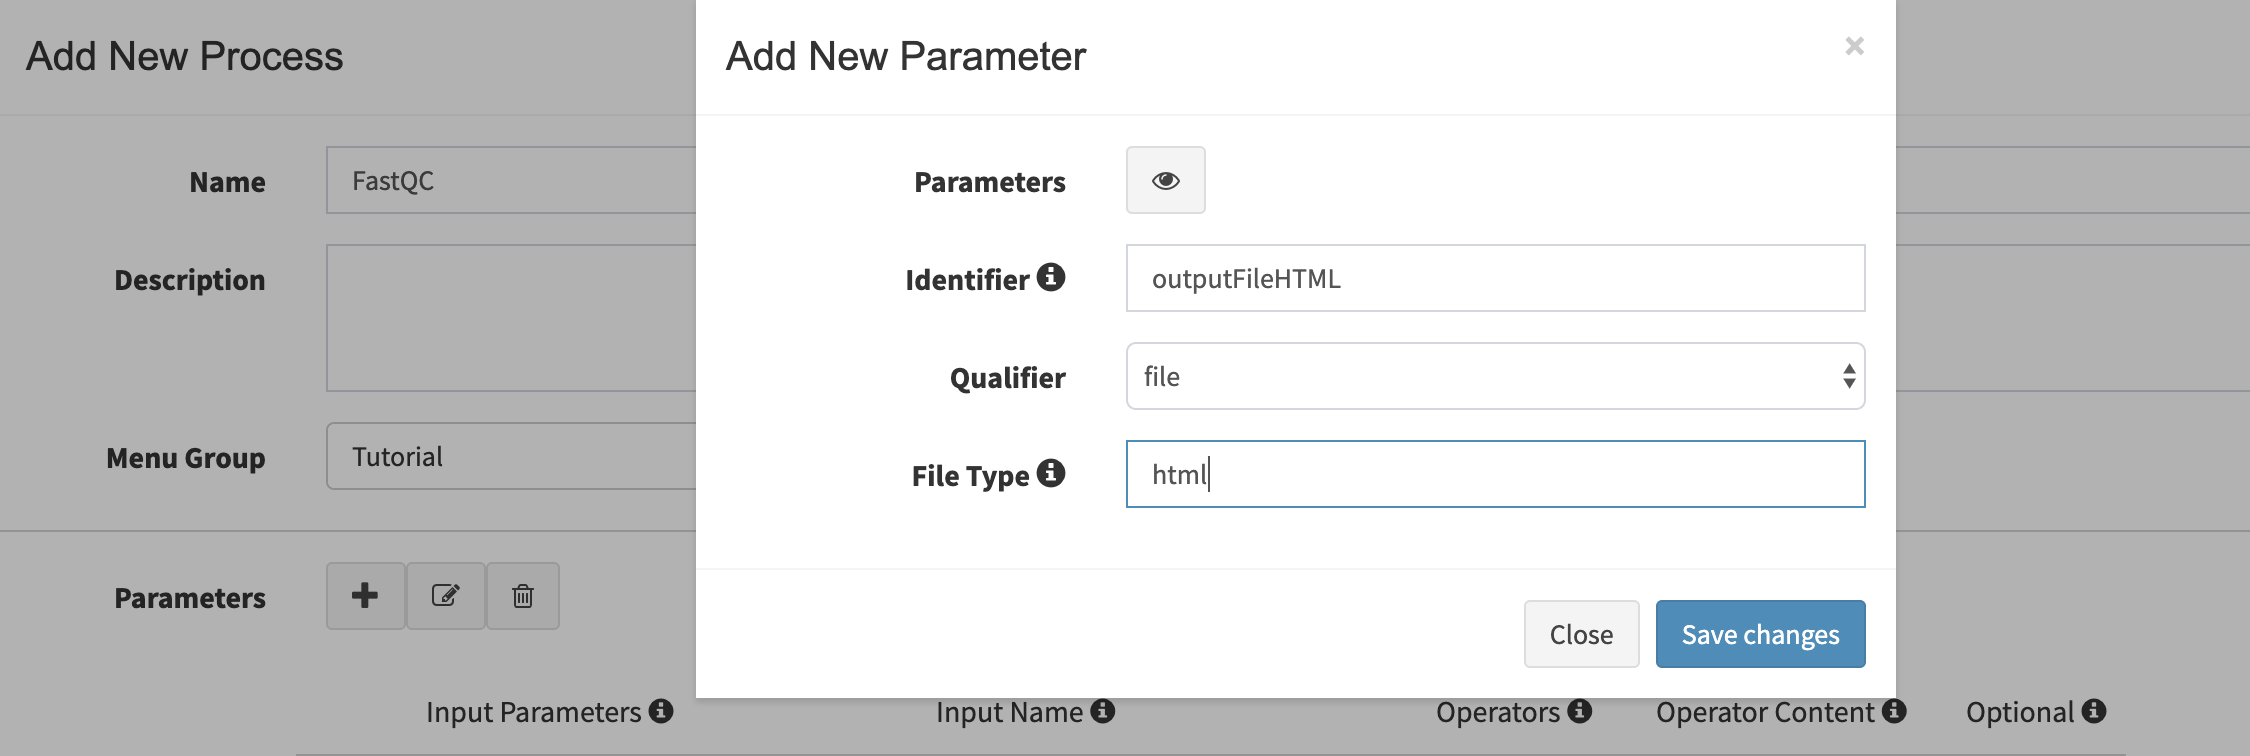 Add New Process
Name
FastQC
Description
Menu Group
Tutorial
Parameters
Input Parameters
Input Name
Operators
Operator Content
Optional
Add New Parameter
×
Parameters
Identifier
outputFileHTML
Qualifier
file
File Type
html
Close
Save changes